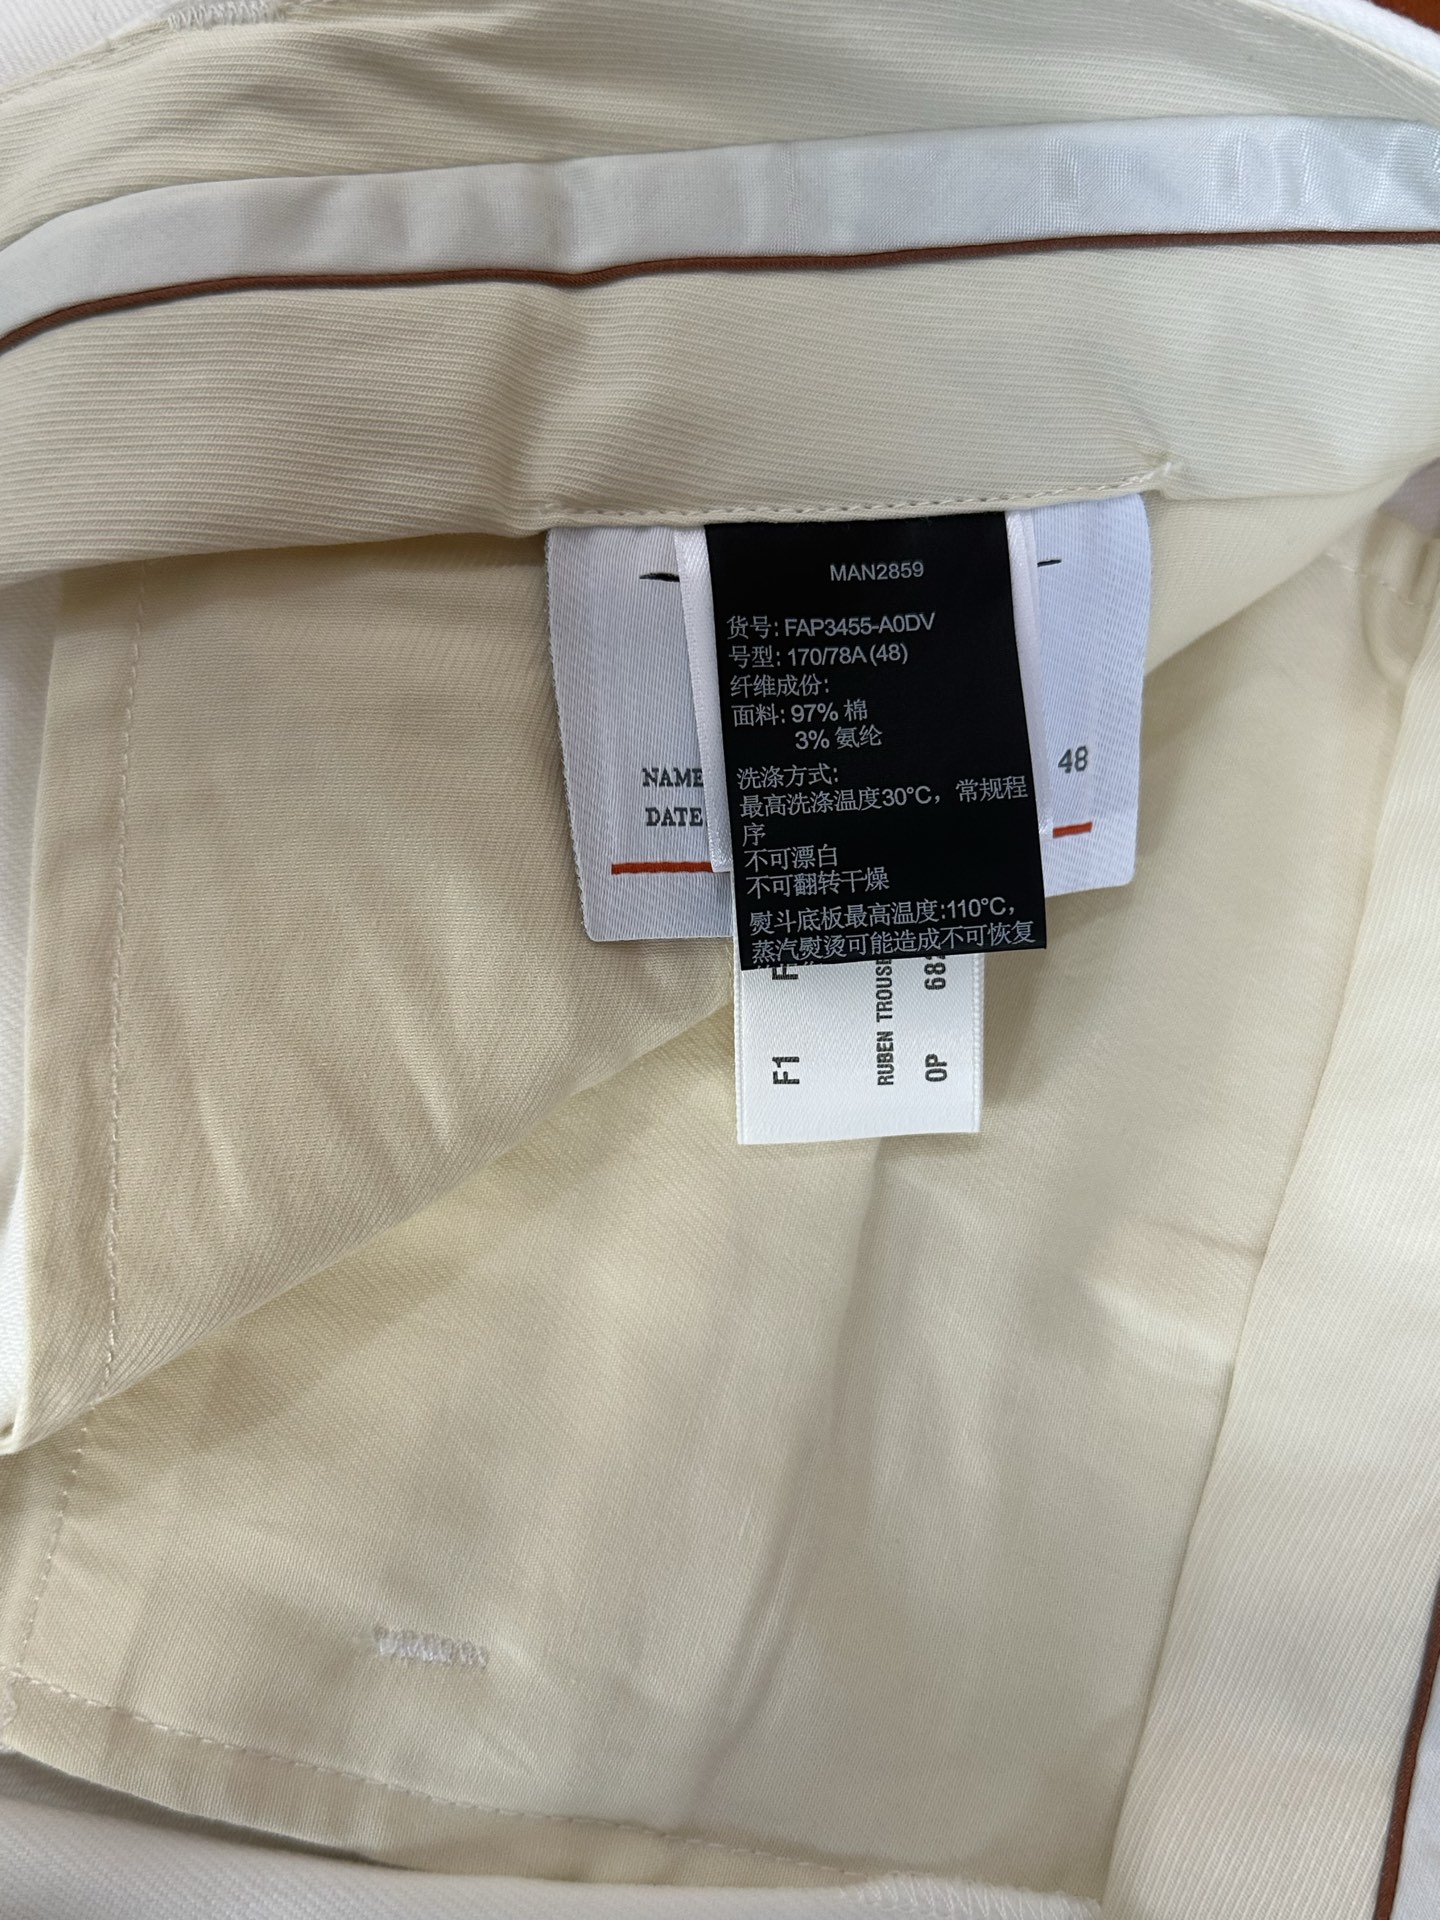 MAN2859
货号: FAP3455-A0DV
号型: 170/78A (48)
纤维成份:
面料: 97% 棉
3% 氨纶
洗涤方式:
最高洗涤温度30°C，常规程
序
不可漂白
不可翻转干燥
熨斗底板最高温度:110°C，
蒸汽熨烫可能造成不可恢复
NAME
DATE
48
F1
RUBEN TROUSE
OP 682